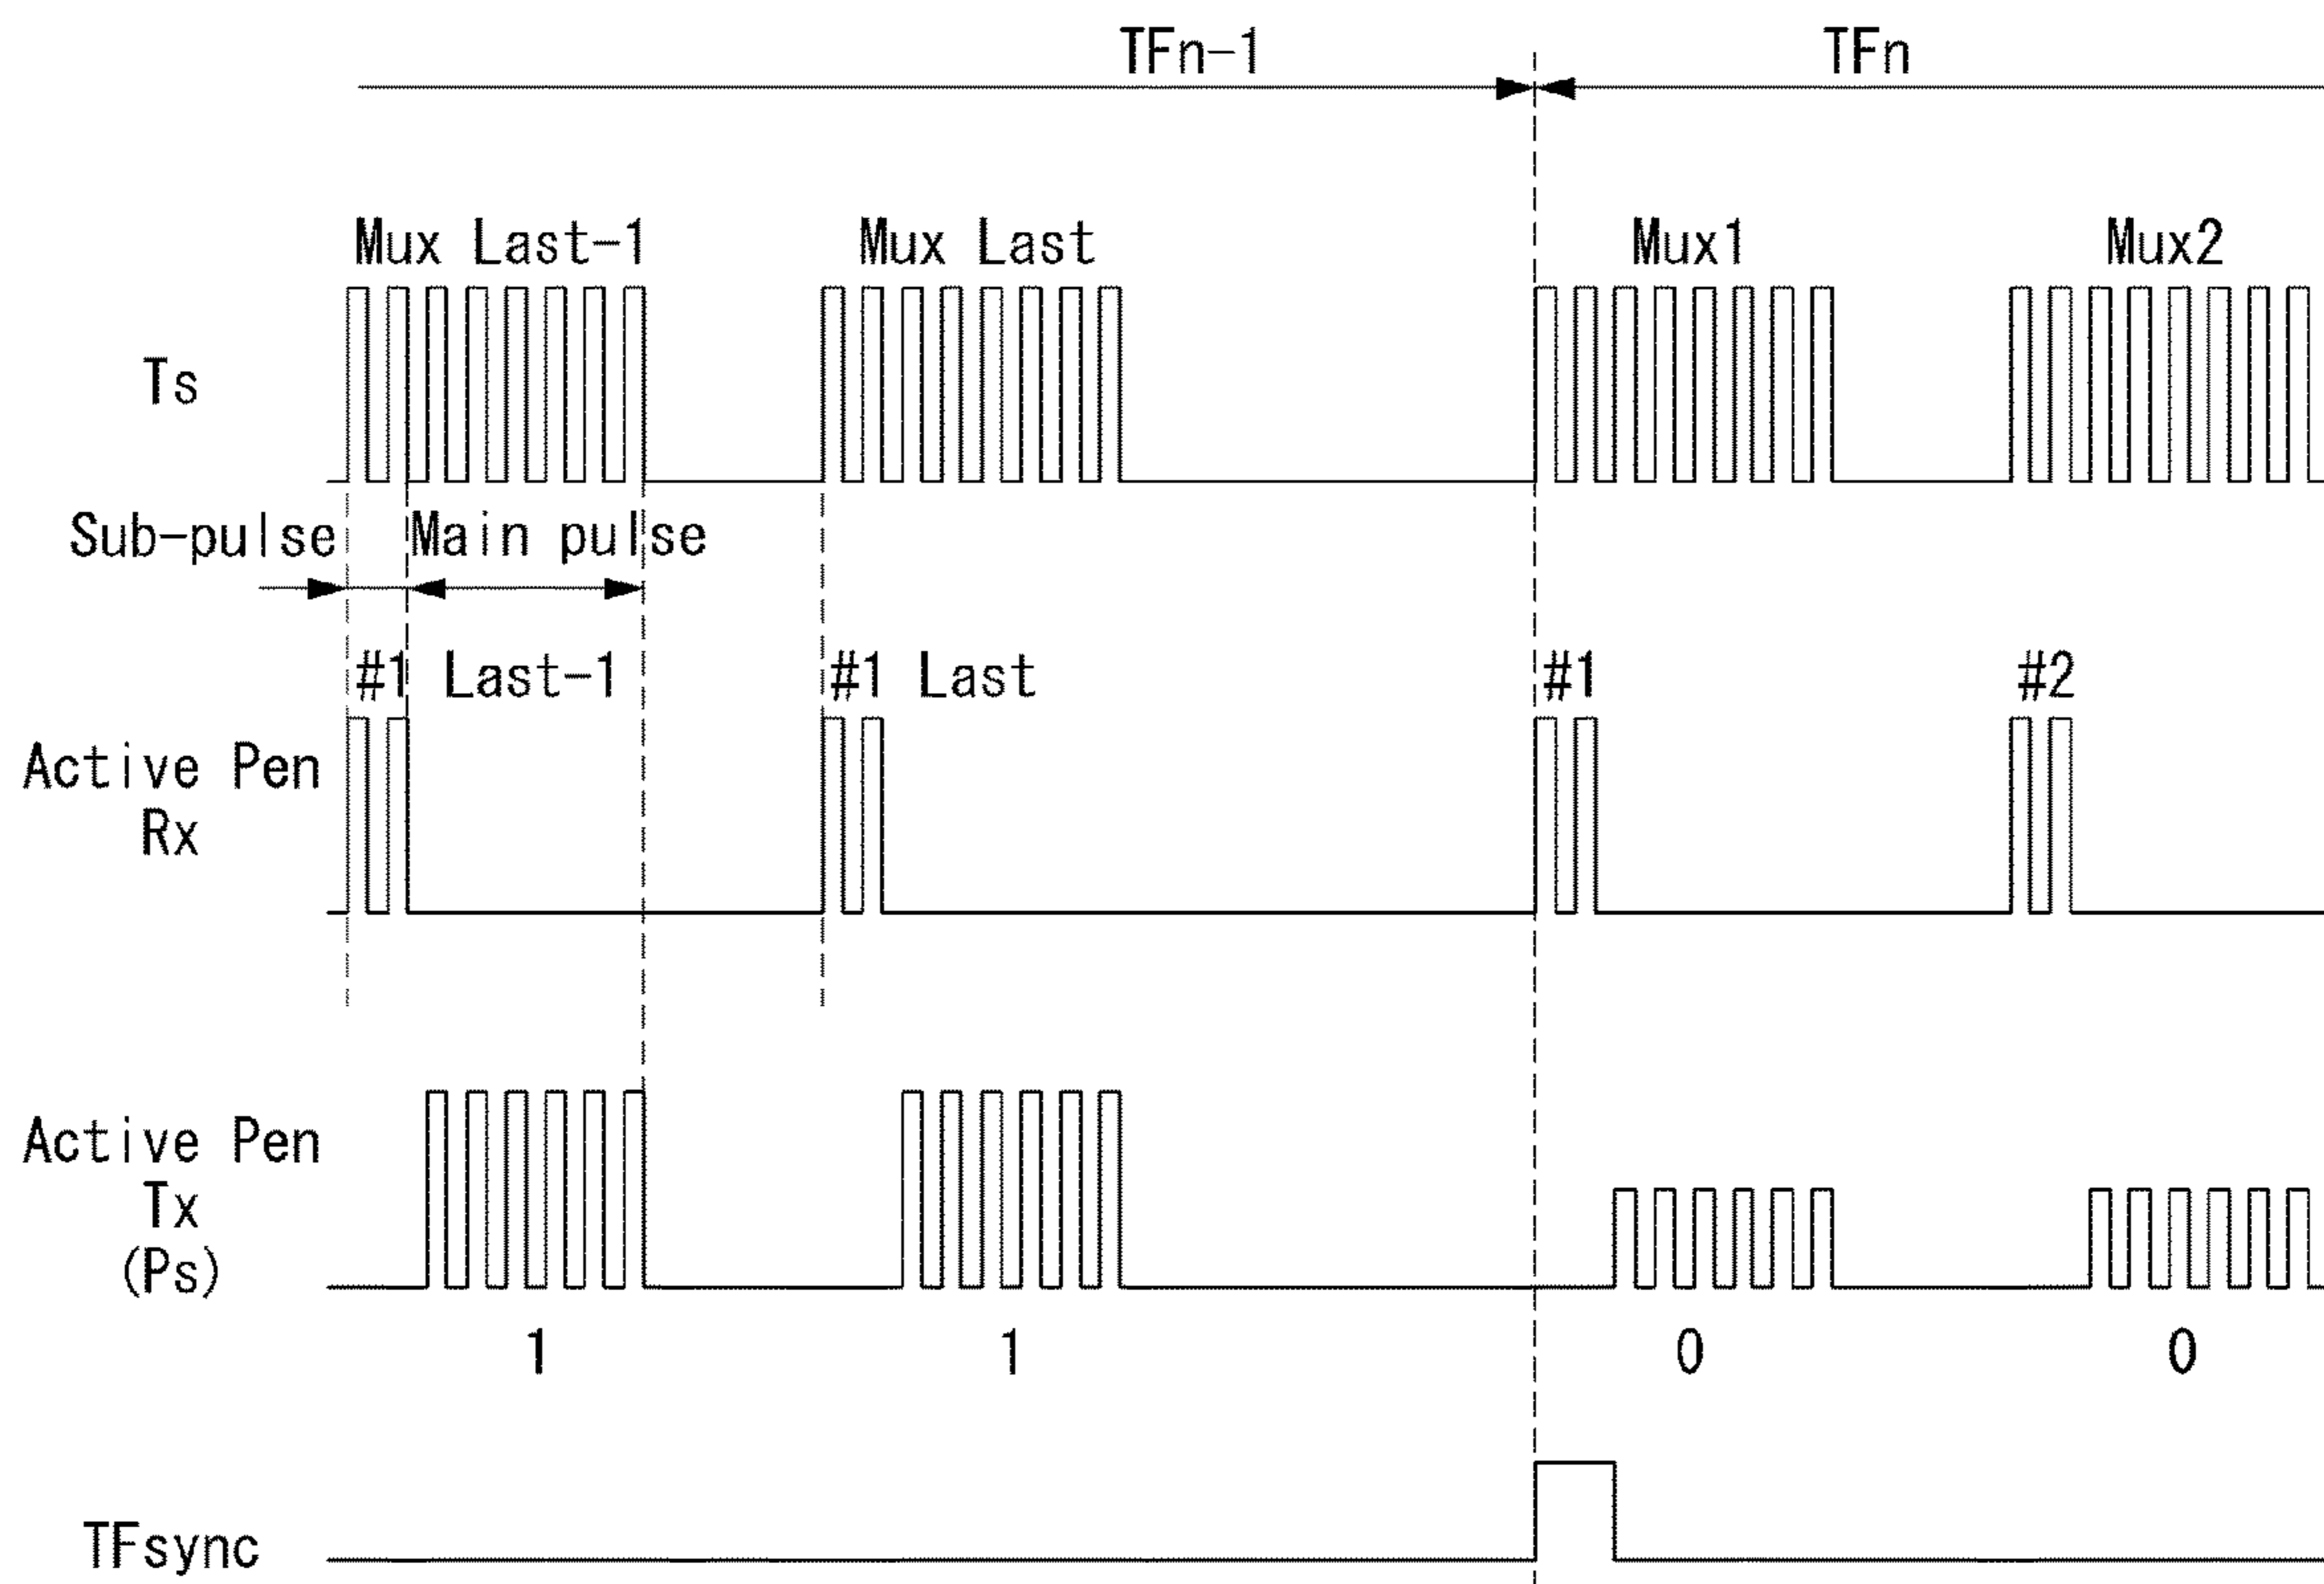 TFn-1 TFn
Mux Last-1 Mux Last Mux1 Mux2
Ts
Sub-pulse Main pulse
#1 Last-1 #1 Last #1 #2
Active Pen
Rx
Active Pen
Tx
(Ps)
1 1 0 0
TFsync